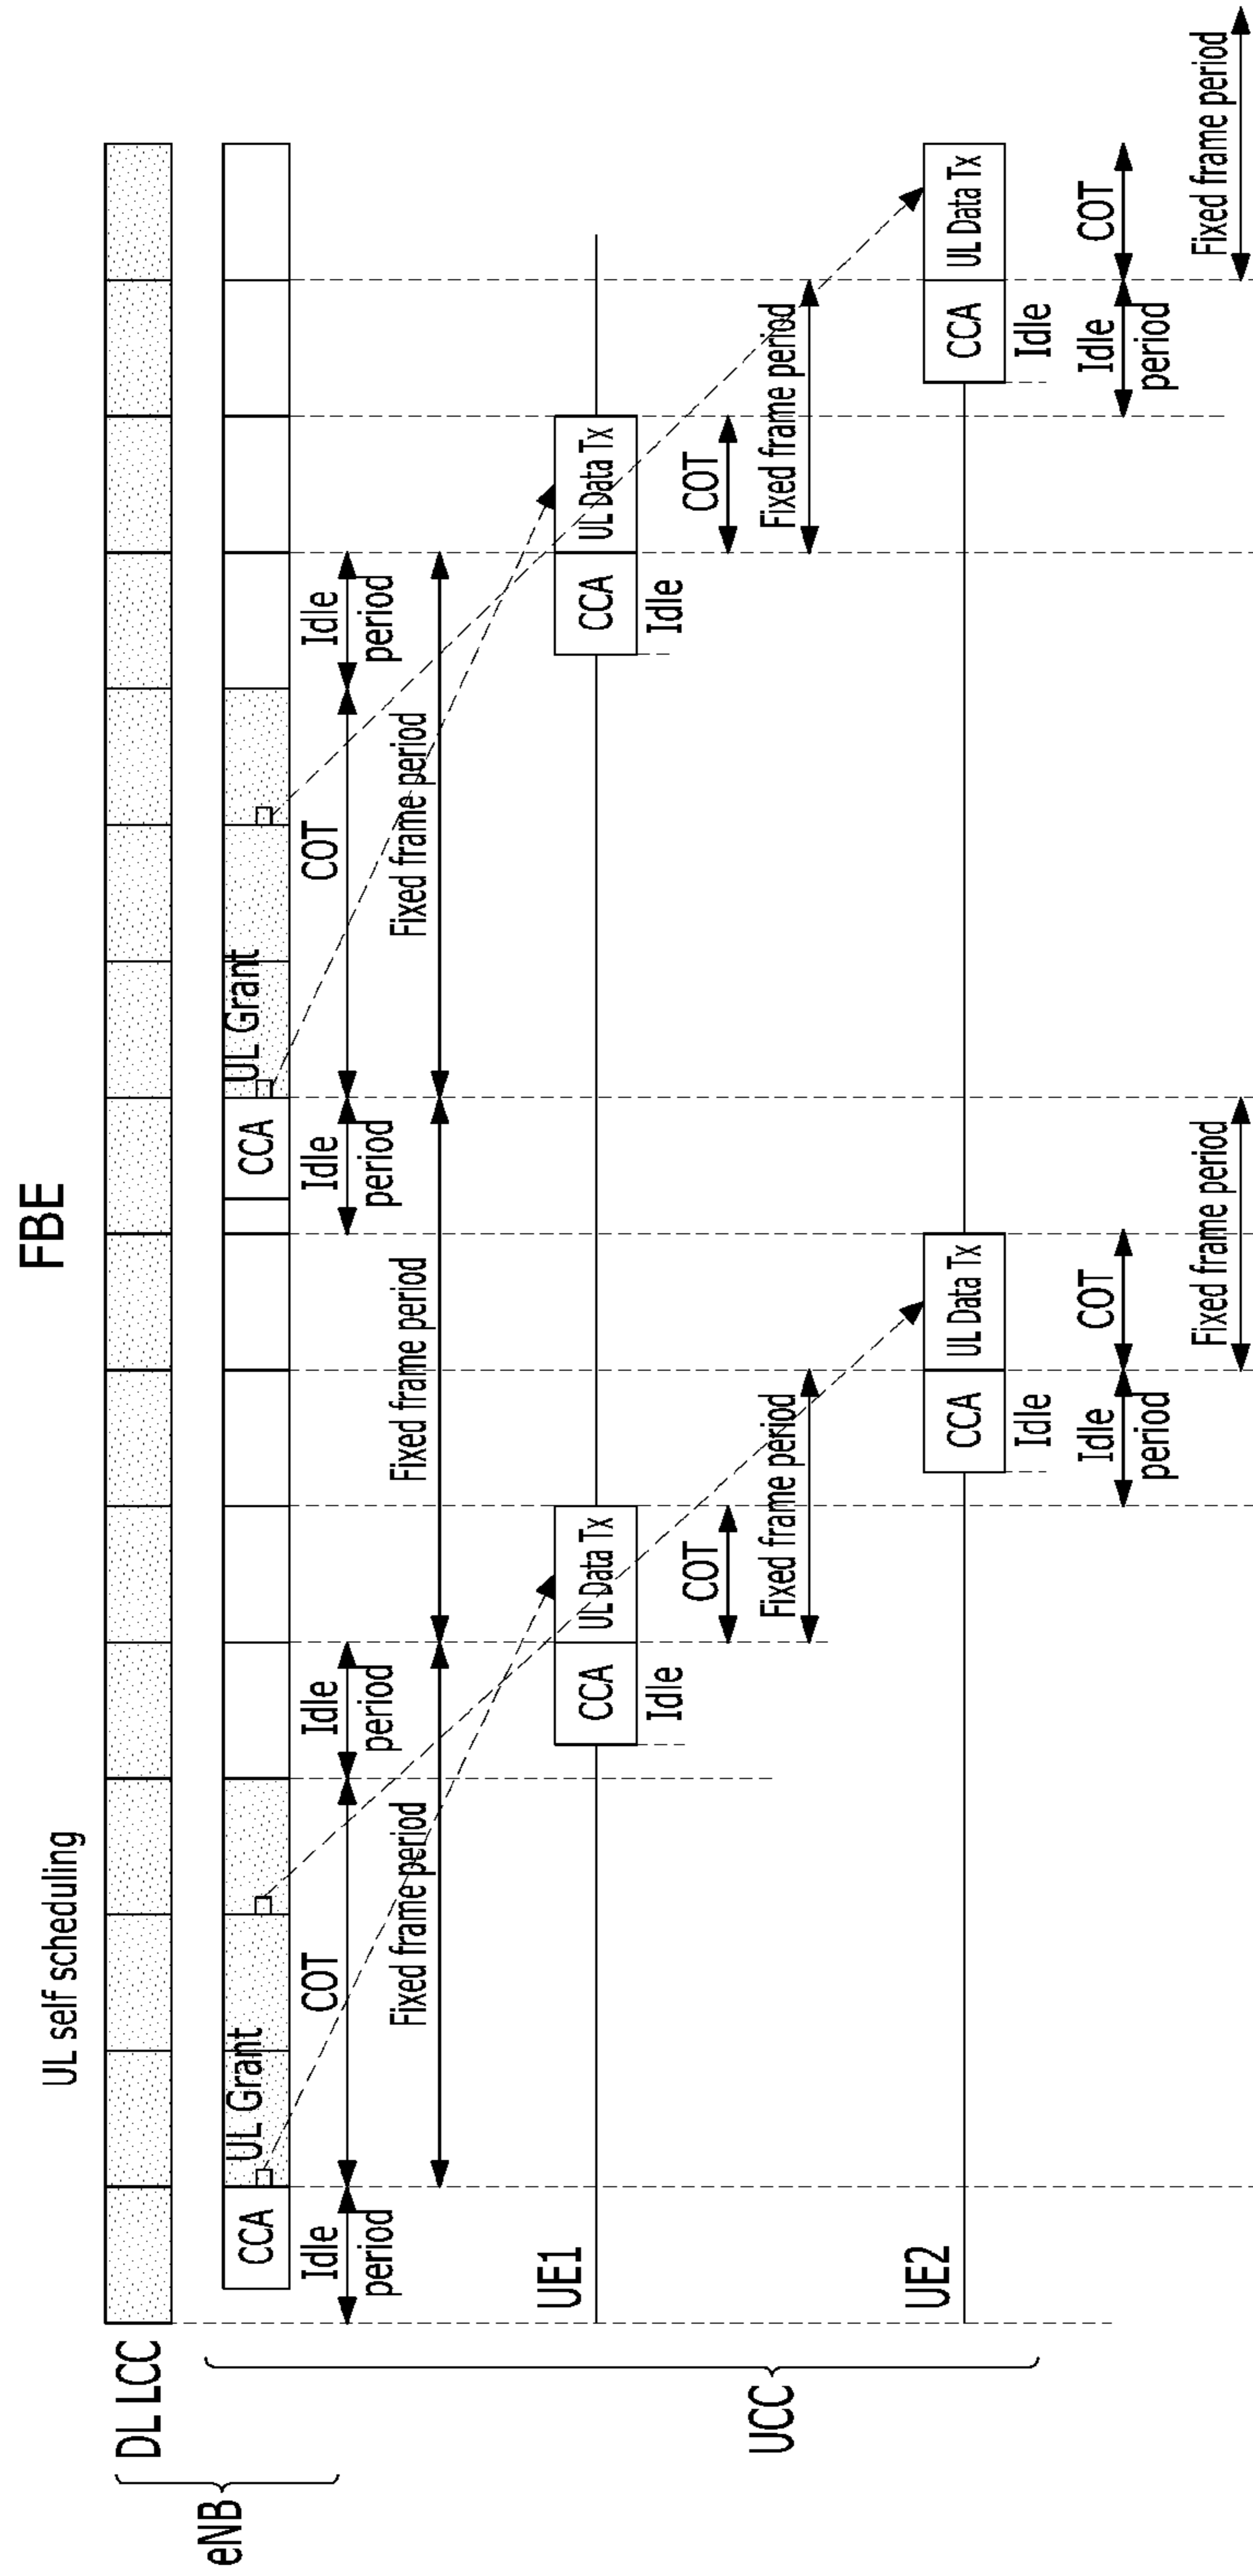 FBE
UL self scheduling
eNB
DL LCC
UCC
CCA
UL Grant
CCA
UL Grant
Idle
period
COT
Idle
period
Idle
period
COT
Idle
period
Fixed frame period
Fixed frame period
Fixed frame period
UE1
CCA
UL Data Tx
CCA
UL Data Tx
Idle
Idle
COT
COT
Fixed frame period
Fixed frame period
UE2
CCA
UL Data Tx
CCA
UL Data Tx
Idle
Idle
Idle
period
COT
Idle
period
COT
Fixed frame period
Fixed frame period